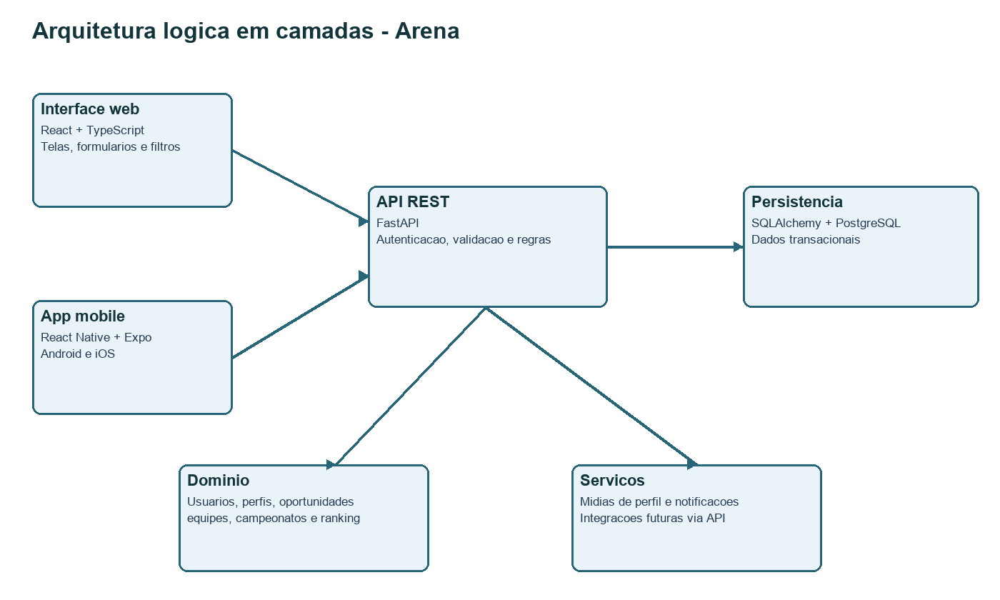 Arquitetura logica em camadas - Arena
Interface web
React + TypeScript
Telas, formularios e filtros
API REST
FastAPI
Autenticacao, validacao e regras
Persistencia
SQLAlchemy + PostgreSQL
Dados transacionais
App mobile
React Native + Expo
Android e iOS
Dominio
Usuarios, perfis, oportunidades
equipes, campeonatos e ranking
Servicos
Midias de perfil e notificacoes
Integracoes futuras via API